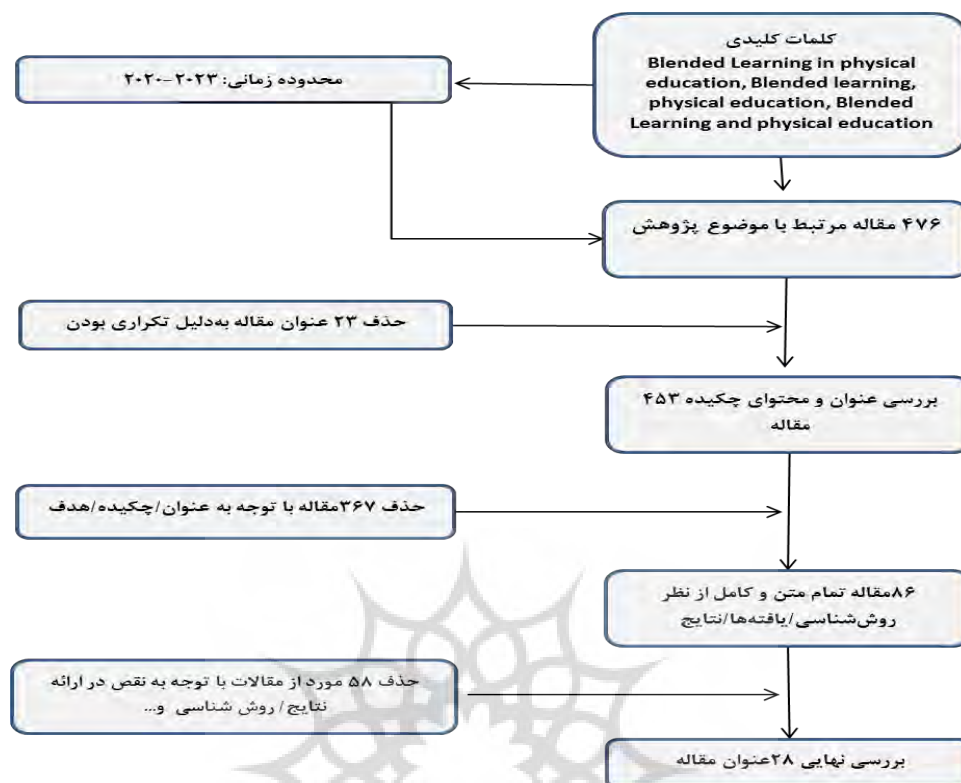 کلمات کلیدی
Blended Learning in physical
education, Blended learning,
physical education, Blended
Learning and physical education
محدوده زمانی: ۲۰۲۳-۲۰۲۰
۴۷۶ مقاله مرتبط با موضوع پژوهش
حذف ۲۳ عنوان مقاله به‌دلیل تکراری بودن
بررسی عنوان و محتوای چکیده ۴۵۳
مقاله
حذف ۳۶۷مقاله با توجه به عنوان/چکیده/هدف
۸۶مقاله تمام متن و کامل از نظر
روش‌شناسی/یافته‌ها/نتایج
حذف ۵۸ مورد از مقالات با توجه به نقص در ارائه
نتایج/ روش شناسی و...
بررسی نهایی ۲۸عنوان مقاله